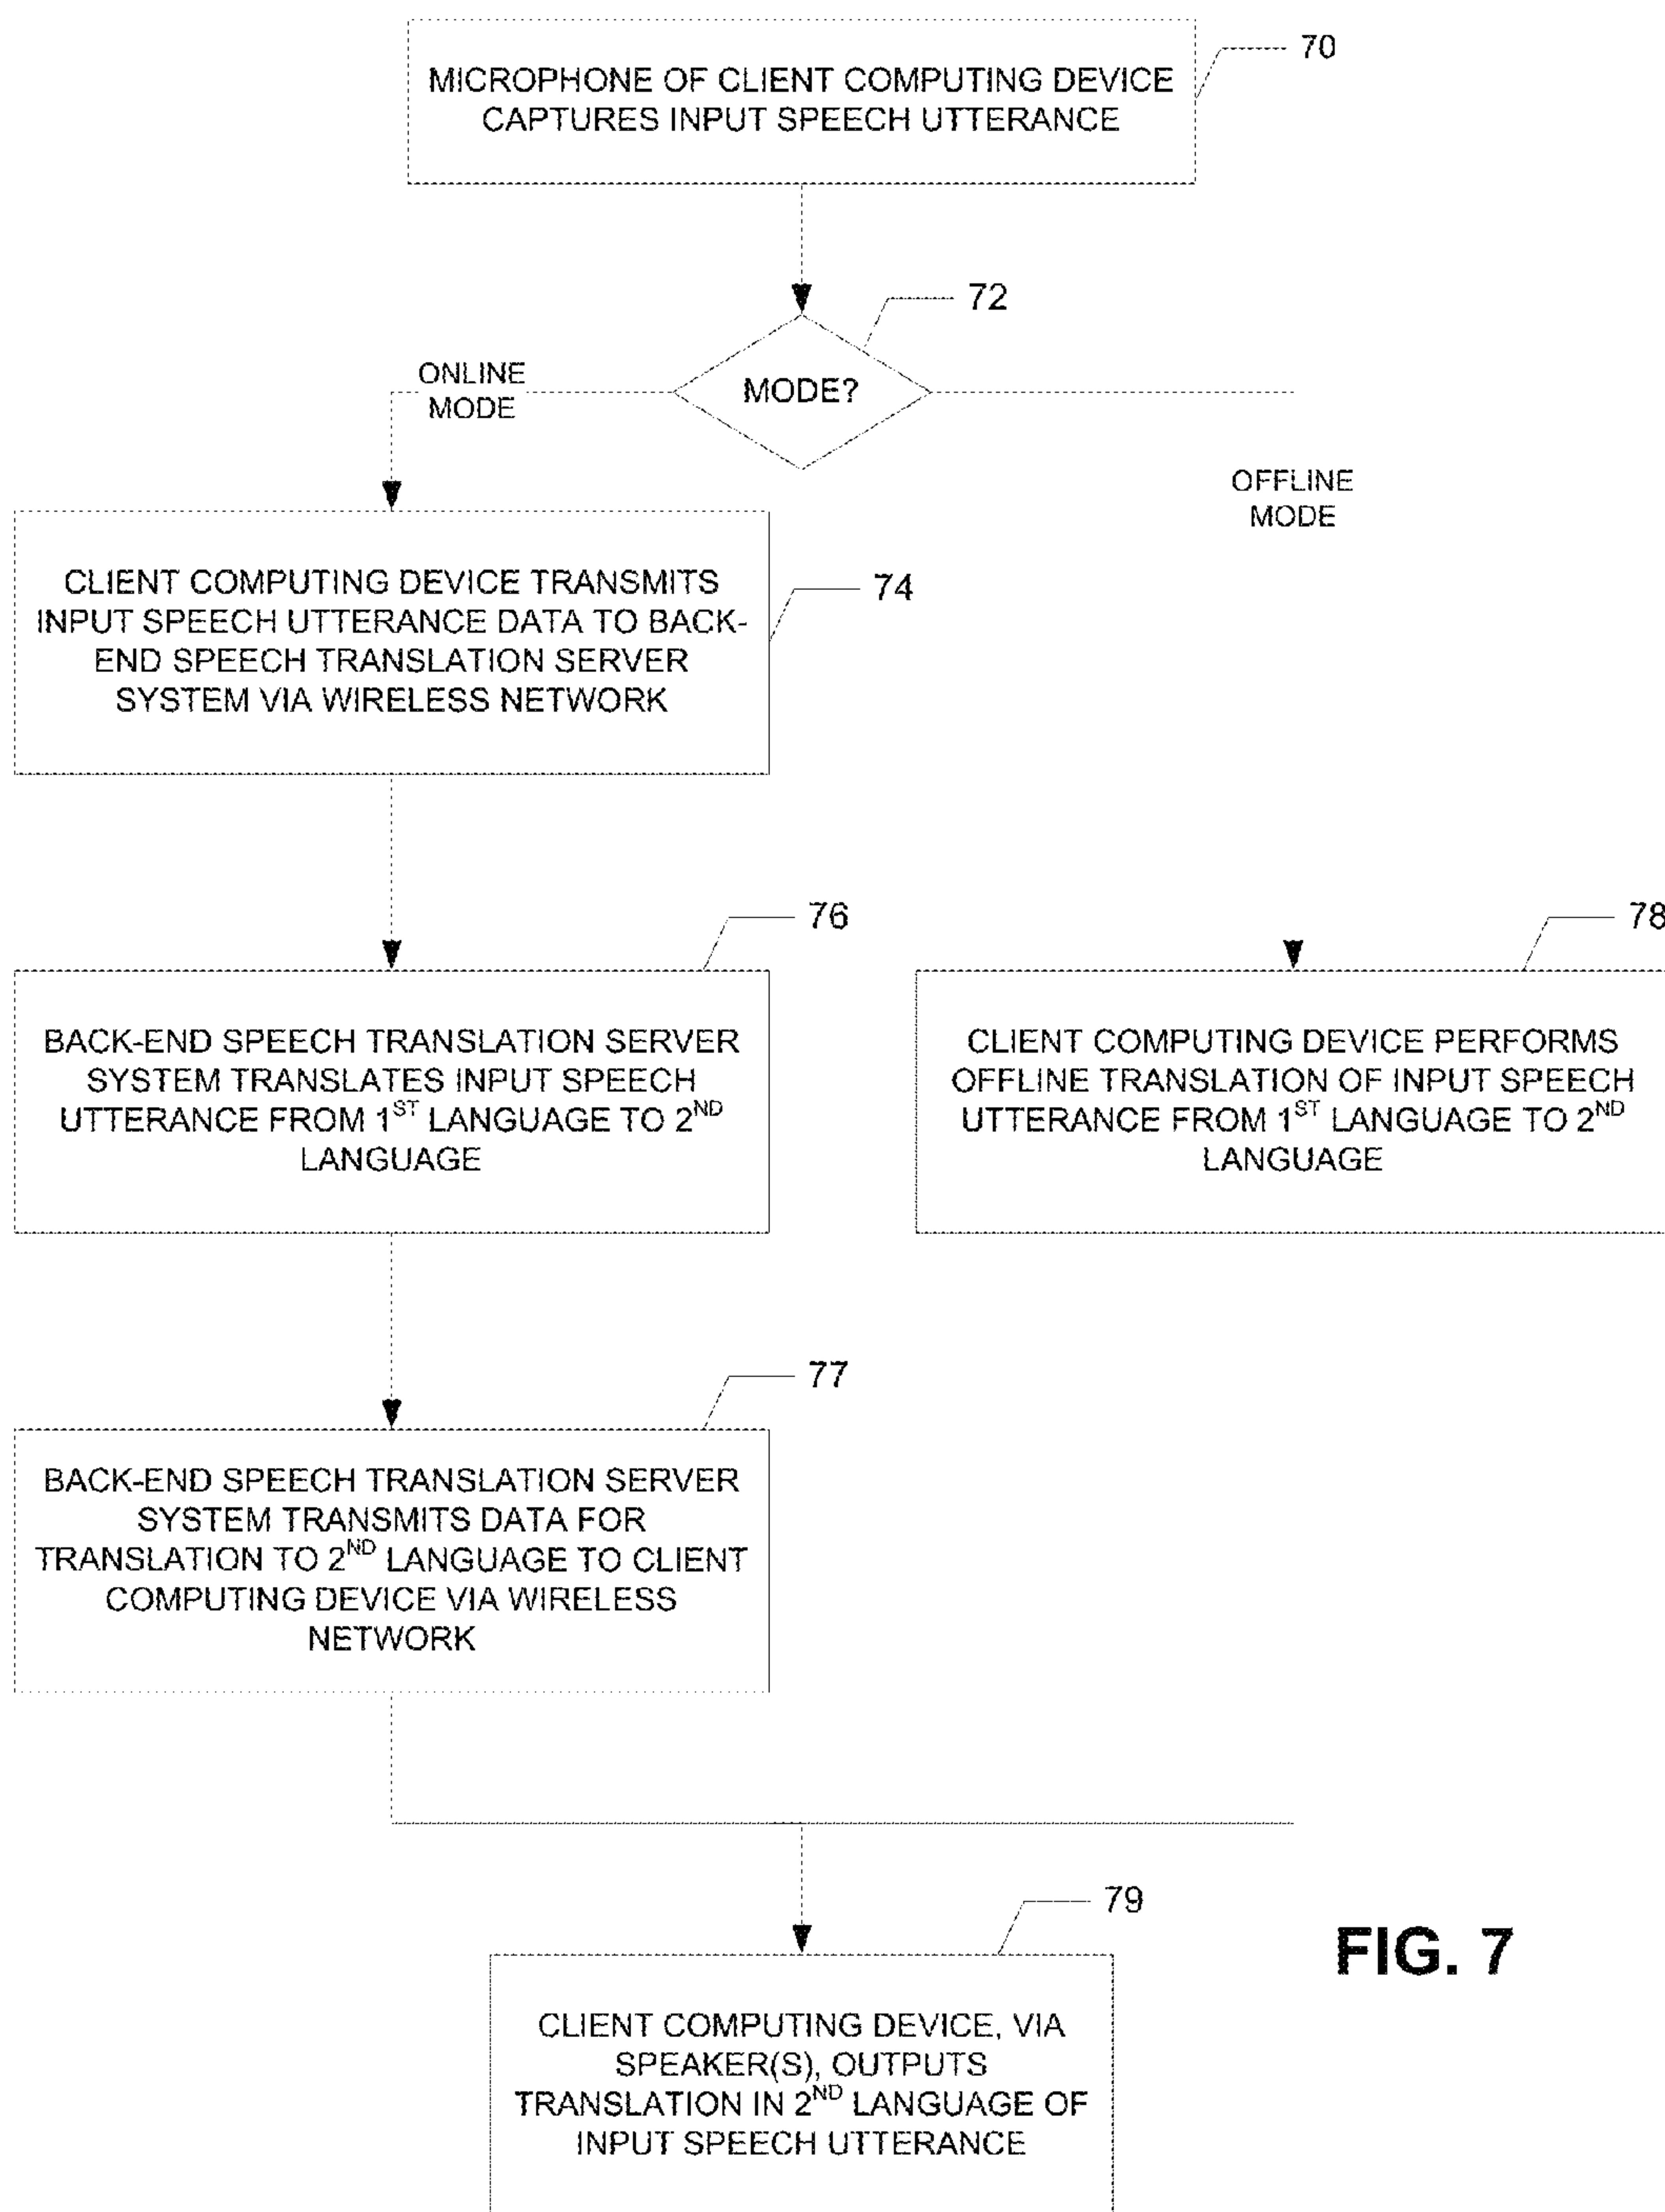 70
MICROPHONE OF CLIENT COMPUTING DEVICE
CAPTURES INPUT SPEECH UTTERANCE
72
MODE?
ONLINE
MODE
OFFLINE
MODE
CLIENT COMPUTING DEVICE TRANSMITS
INPUT SPEECH UTTERANCE DATA TO BACK-
END SPEECH TRANSLATION SERVER
SYSTEM VIA WIRELESS NETWORK
74
76
BACK-END SPEECH TRANSLATION SERVER
SYSTEM TRANSLATES INPUT SPEECH
UTTERANCE FROM 1ST LANGUAGE TO 2ND
LANGUAGE
78
CLIENT COMPUTING DEVICE PERFORMS
OFFLINE TRANSLATION OF INPUT SPEECH
UTTERANCE FROM 1ST LANGUAGE TO 2ND
LANGUAGE
77
BACK-END SPEECH TRANSLATION SERVER
SYSTEM TRANSMITS DATA FOR
TRANSLATION TO 2ND LANGUAGE TO CLIENT
COMPUTING DEVICE VIA WIRELESS
NETWORK
79
CLIENT COMPUTING DEVICE, VIA
SPEAKER(S), OUTPUTS
TRANSLATION IN 2ND LANGUAGE OF
INPUT SPEECH UTTERANCE
FIG. 7